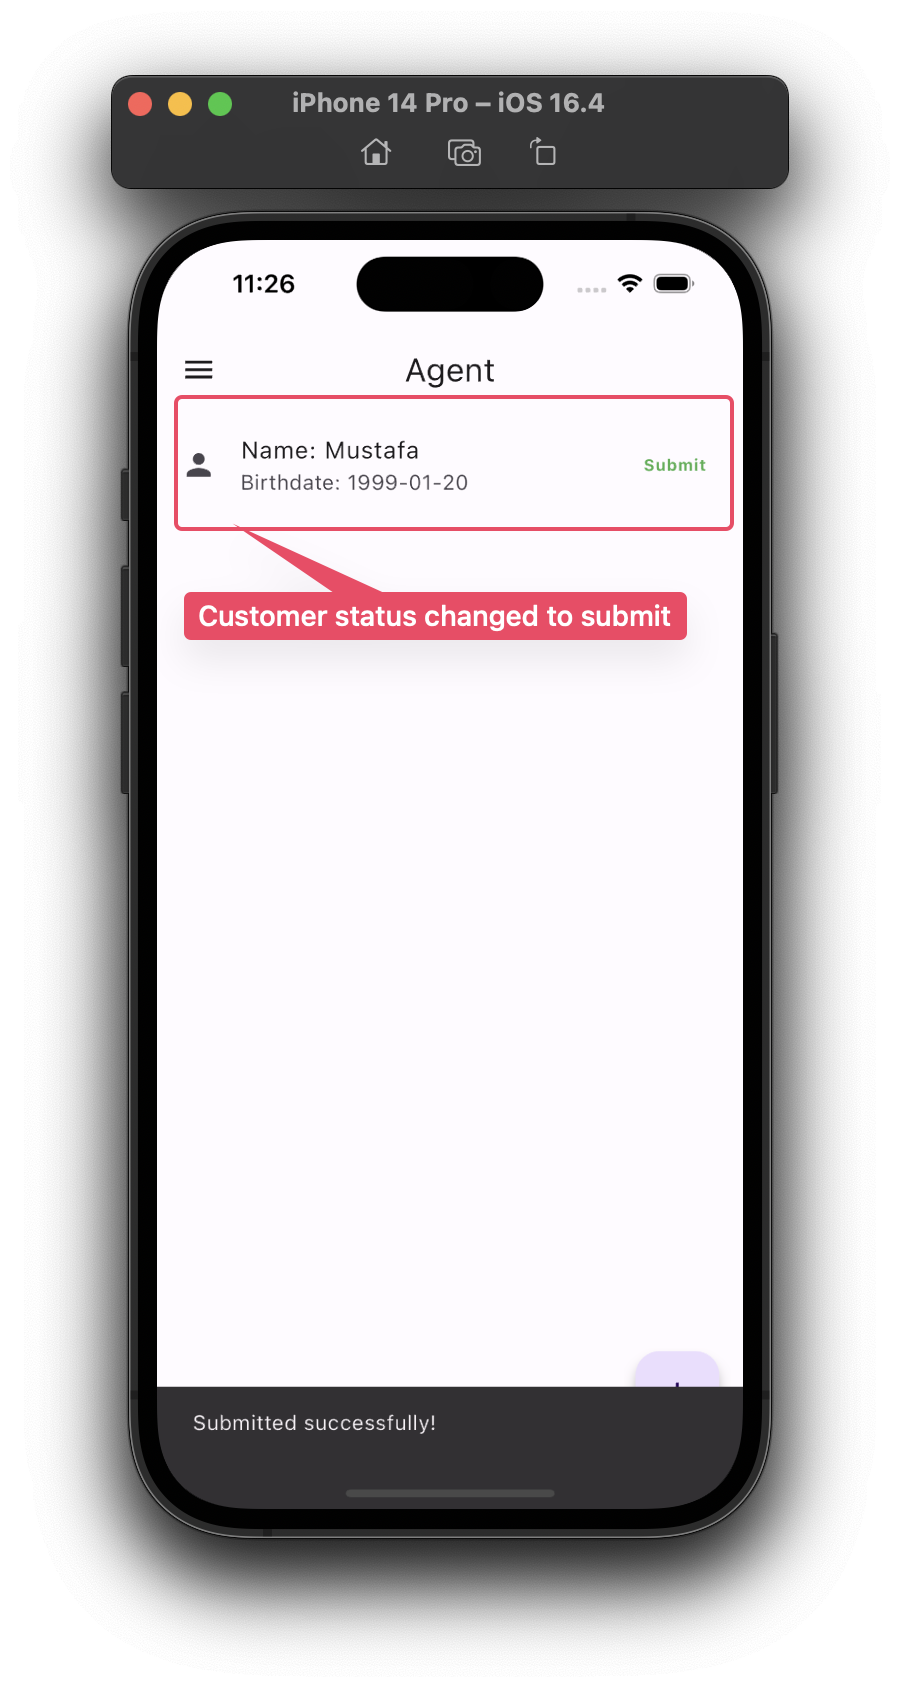 iPhone 14 Pro – iOS 16.4
11:26
Agent
Name: Mustafa
Birthdate: 1999-01-20
Submit
Customer status changed to submit
Submitted successfully!